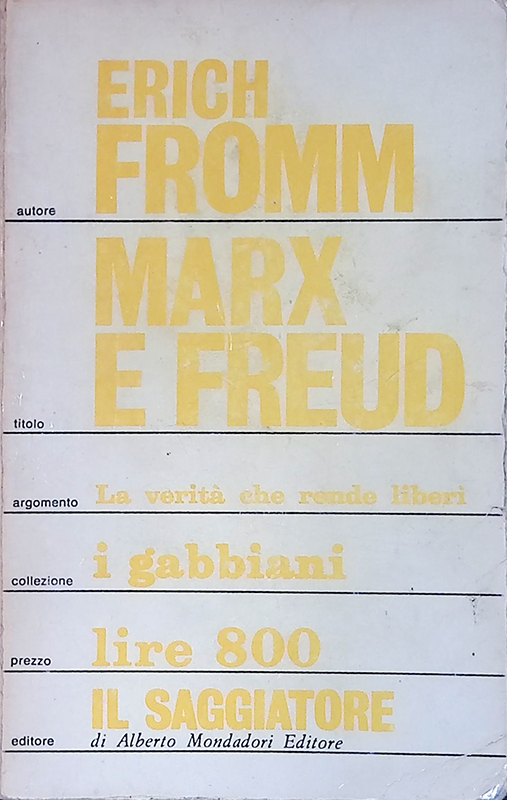 ERICH
autore FROMM
MARX
titolo E FREUD
argomento La verità che rende liberi
collezione i gabbiani
prezzo lire 800
IL SAGGIATORE
editore di Alberto Mondadori Editore